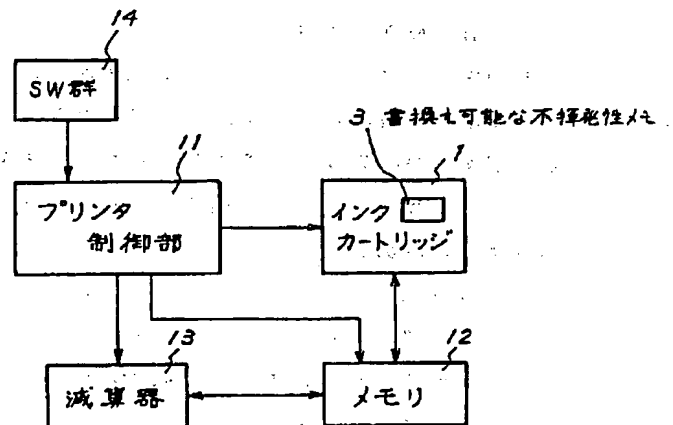 14
SW群
3 書換え可能な不揮発性メモ
11
1
プリンタ
制御部
インク
カートリッジ
13
12
減算器
メモリ